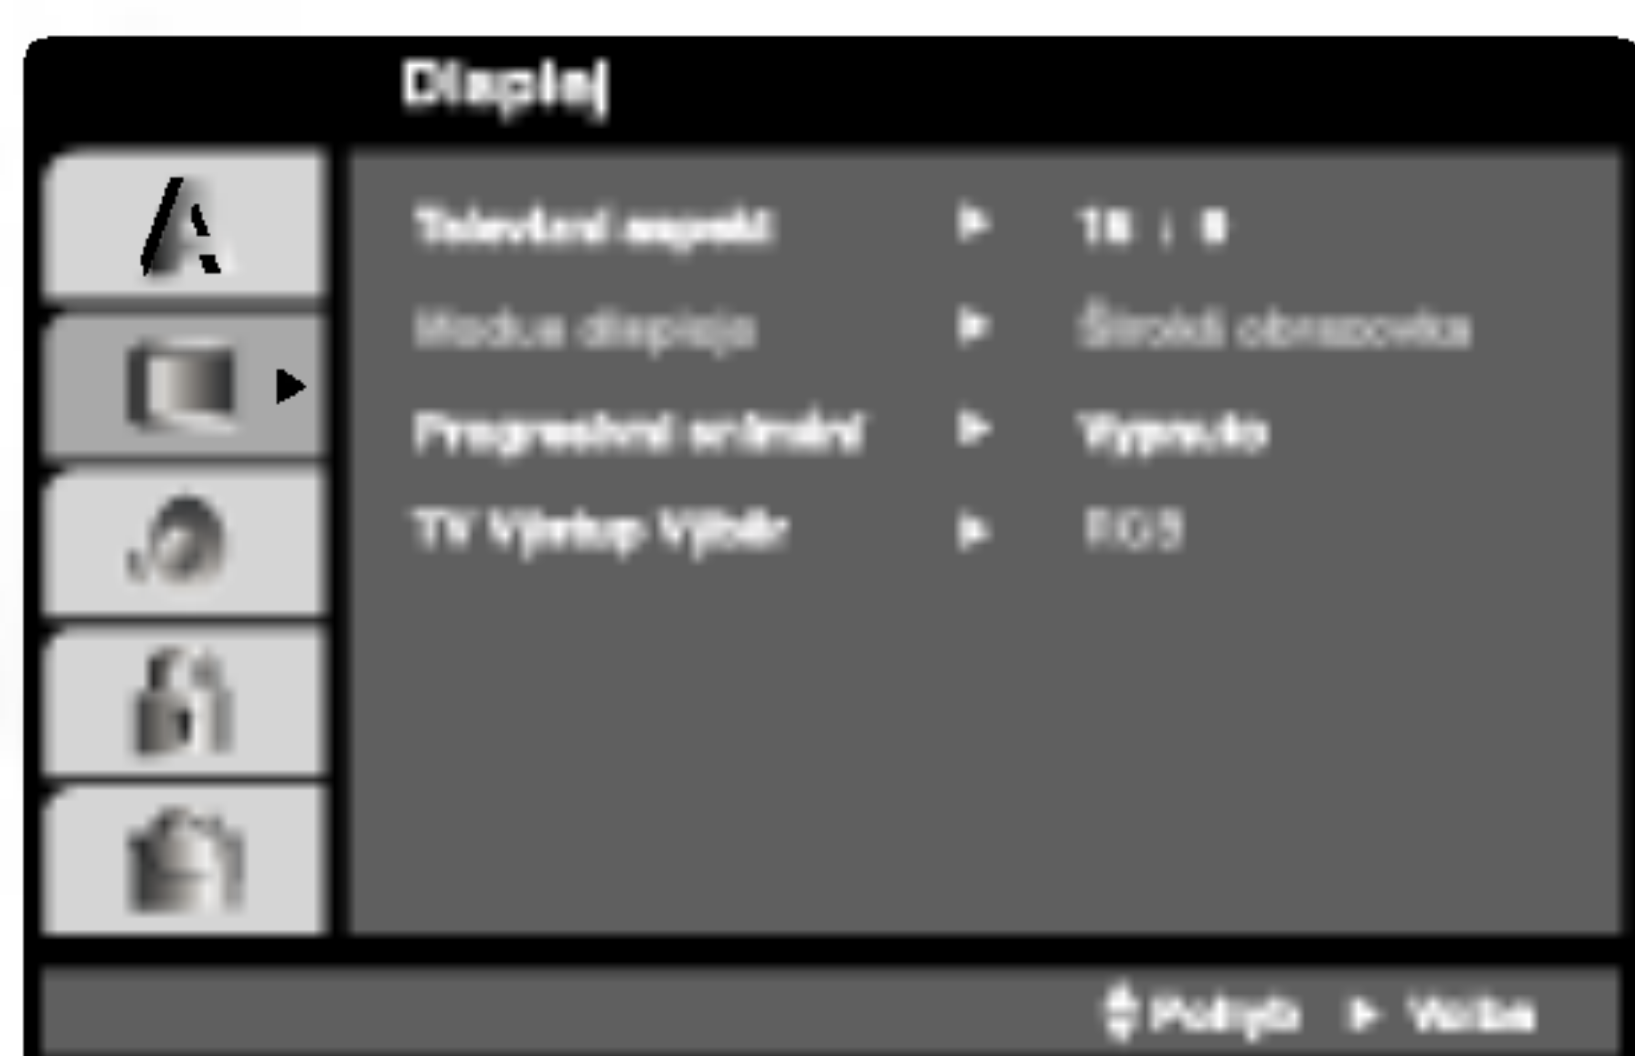 Displej
Televizní aspekt ▶ 16 : 9
Modus displeje ▶ Široká obrazovka
Progresivní snímání ▶ Vypnuto
TV Výstup Výběr ▶ RGB
Pohyb ▶ Volba